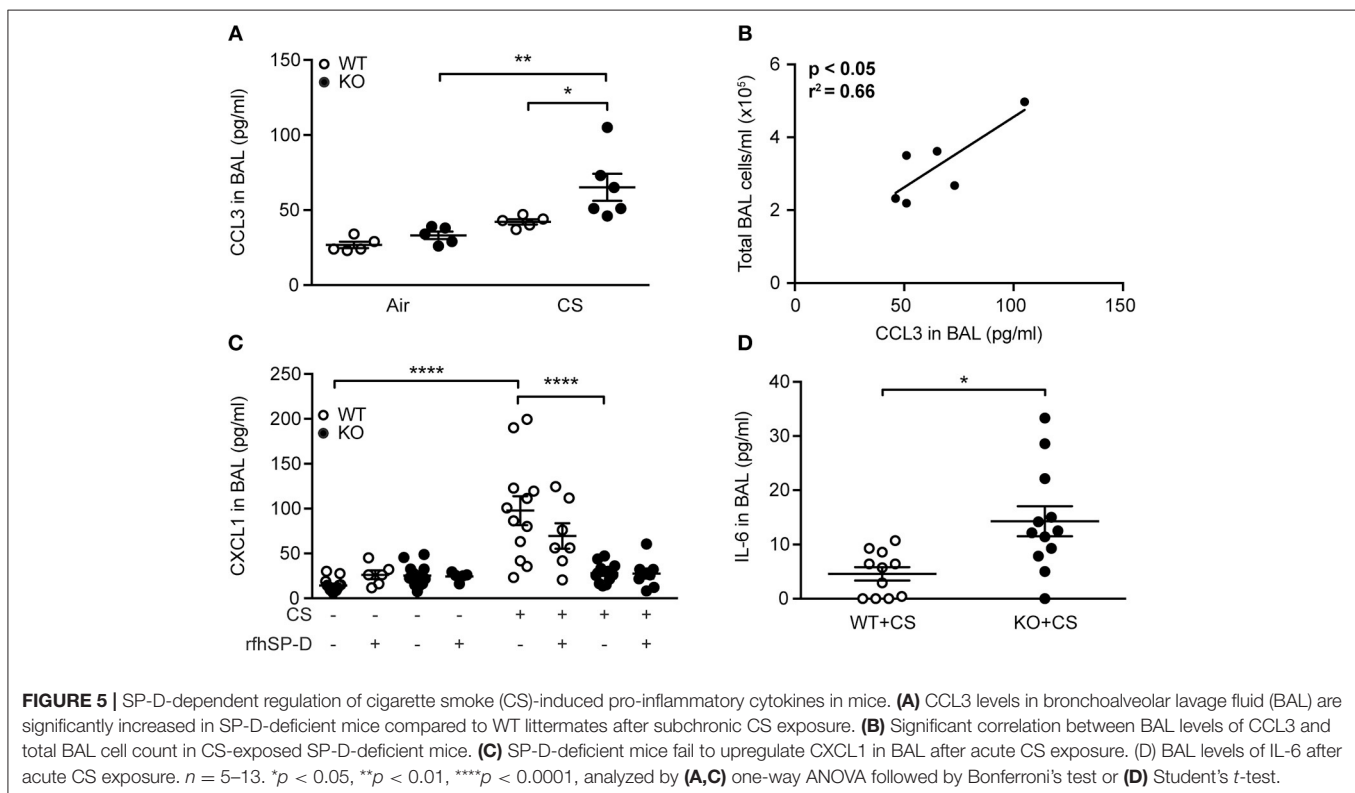 A
WT
KO
CCL3 in BAL (pg/ml)
150
100
50
0
**
*
Air
CS
B
p < 0.05
r² = 0.66
Total BAL cells/ml (x10⁵)
6
4
2
0
0
50
100
150
CCL3 in BAL (pg/ml)
C
WT
KO
CXCL1 in BAL (pg/ml)
250
200
150
100
50
0
****
****
CS - - - - + + + +
rfhSP-D - + - + - + - +
D
IL-6 in BAL (pg/ml)
40
30
20
10
0
*
WT+CS
KO+CS
FIGURE 5 | SP-D-dependent regulation of cigarette smoke (CS)-induced pro-inflammatory cytokines in mice. (A) CCL3 levels in bronchoalveolar lavage fluid (BAL) are
significantly increased in SP-D-deficient mice compared to WT littermates after subchronic CS exposure. (B) Significant correlation between BAL levels of CCL3 and
total BAL cell count in CS-exposed SP-D-deficient mice. (C) SP-D-deficient mice fail to upregulate CXCL1 in BAL after acute CS exposure. (D) BAL levels of IL-6 after
acute CS exposure. n = 5–13. *p < 0.05, **p < 0.01, ****p < 0.0001, analyzed by (A,C) one-way ANOVA followed by Bonferroni's test or (D) Student's t-test.